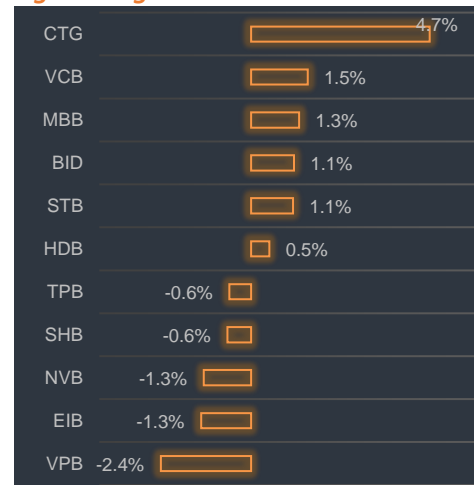 CTG 4.7%
VCB 1.5%
MBB 1.3%
BID 1.1%
STB 1.1%
HDB 0.5%
TPB -0.6%
SHB -0.6%
NVB -1.3%
EIB -1.3%
VPB -2.4%